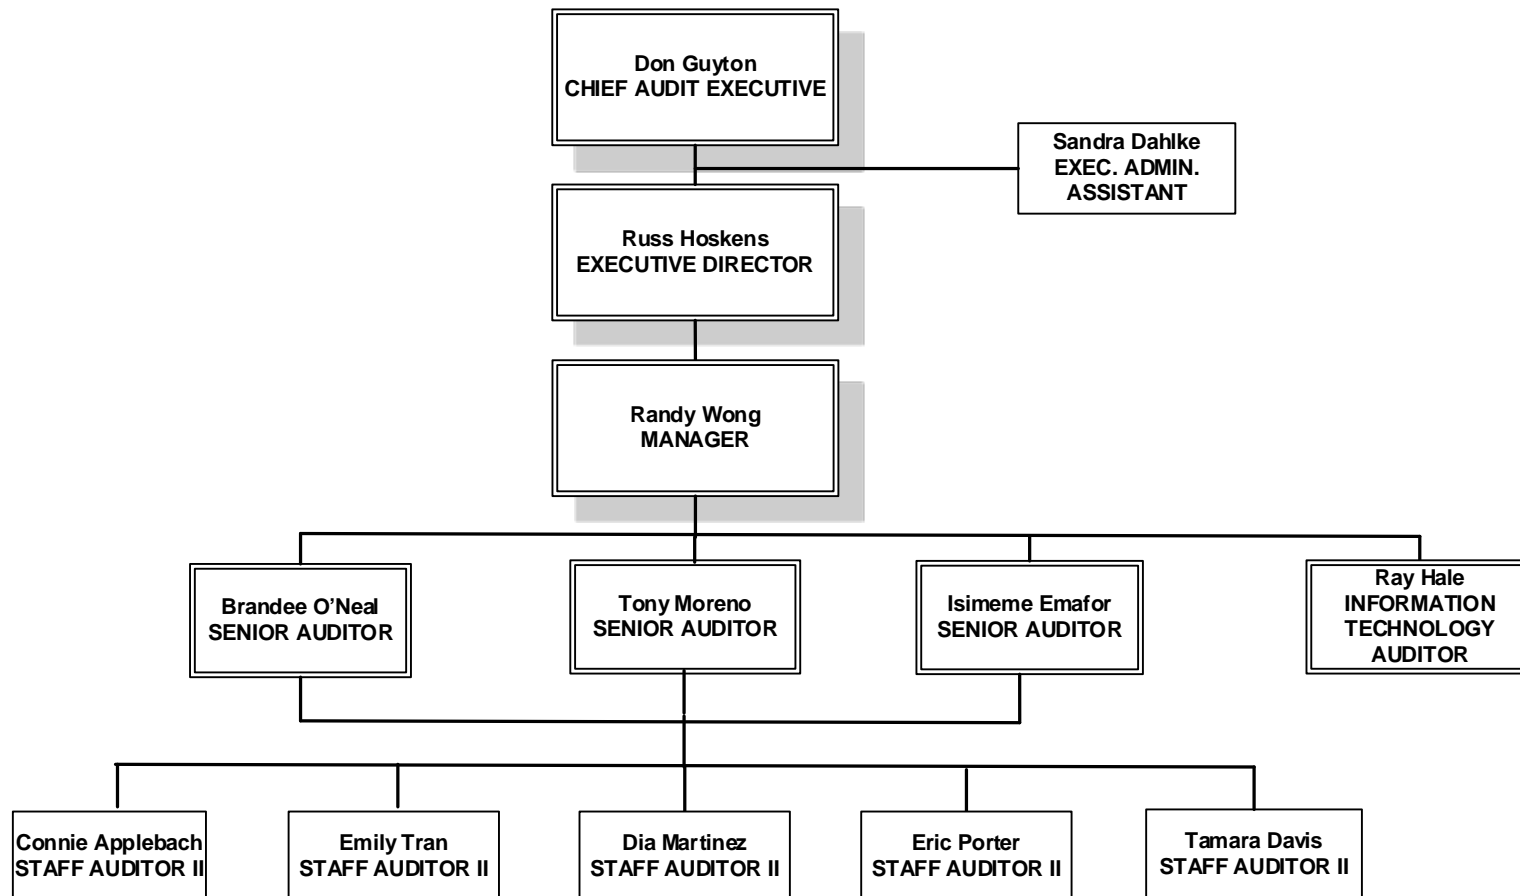 Don Guyton
CHIEF AUDIT EXECUTIVE
Sandra Dahlke
EXEC. ADMIN.
ASSISTANT
Russ Hoskens
EXECUTIVE DIRECTOR
Randy Wong
MANAGER
Brandee O’Neal
SENIOR AUDITOR
Tony Moreno
SENIOR AUDITOR
Isimeme Emafor
SENIOR AUDITOR
Ray Hale
INFORMATION
TECHNOLOGY
AUDITOR
Connie Applebach
STAFF AUDITOR II
Emily Tran
STAFF AUDITOR II
Dia Martinez
STAFF AUDITOR II
Eric Porter
STAFF AUDITOR II
Tamara Davis
STAFF AUDITOR II